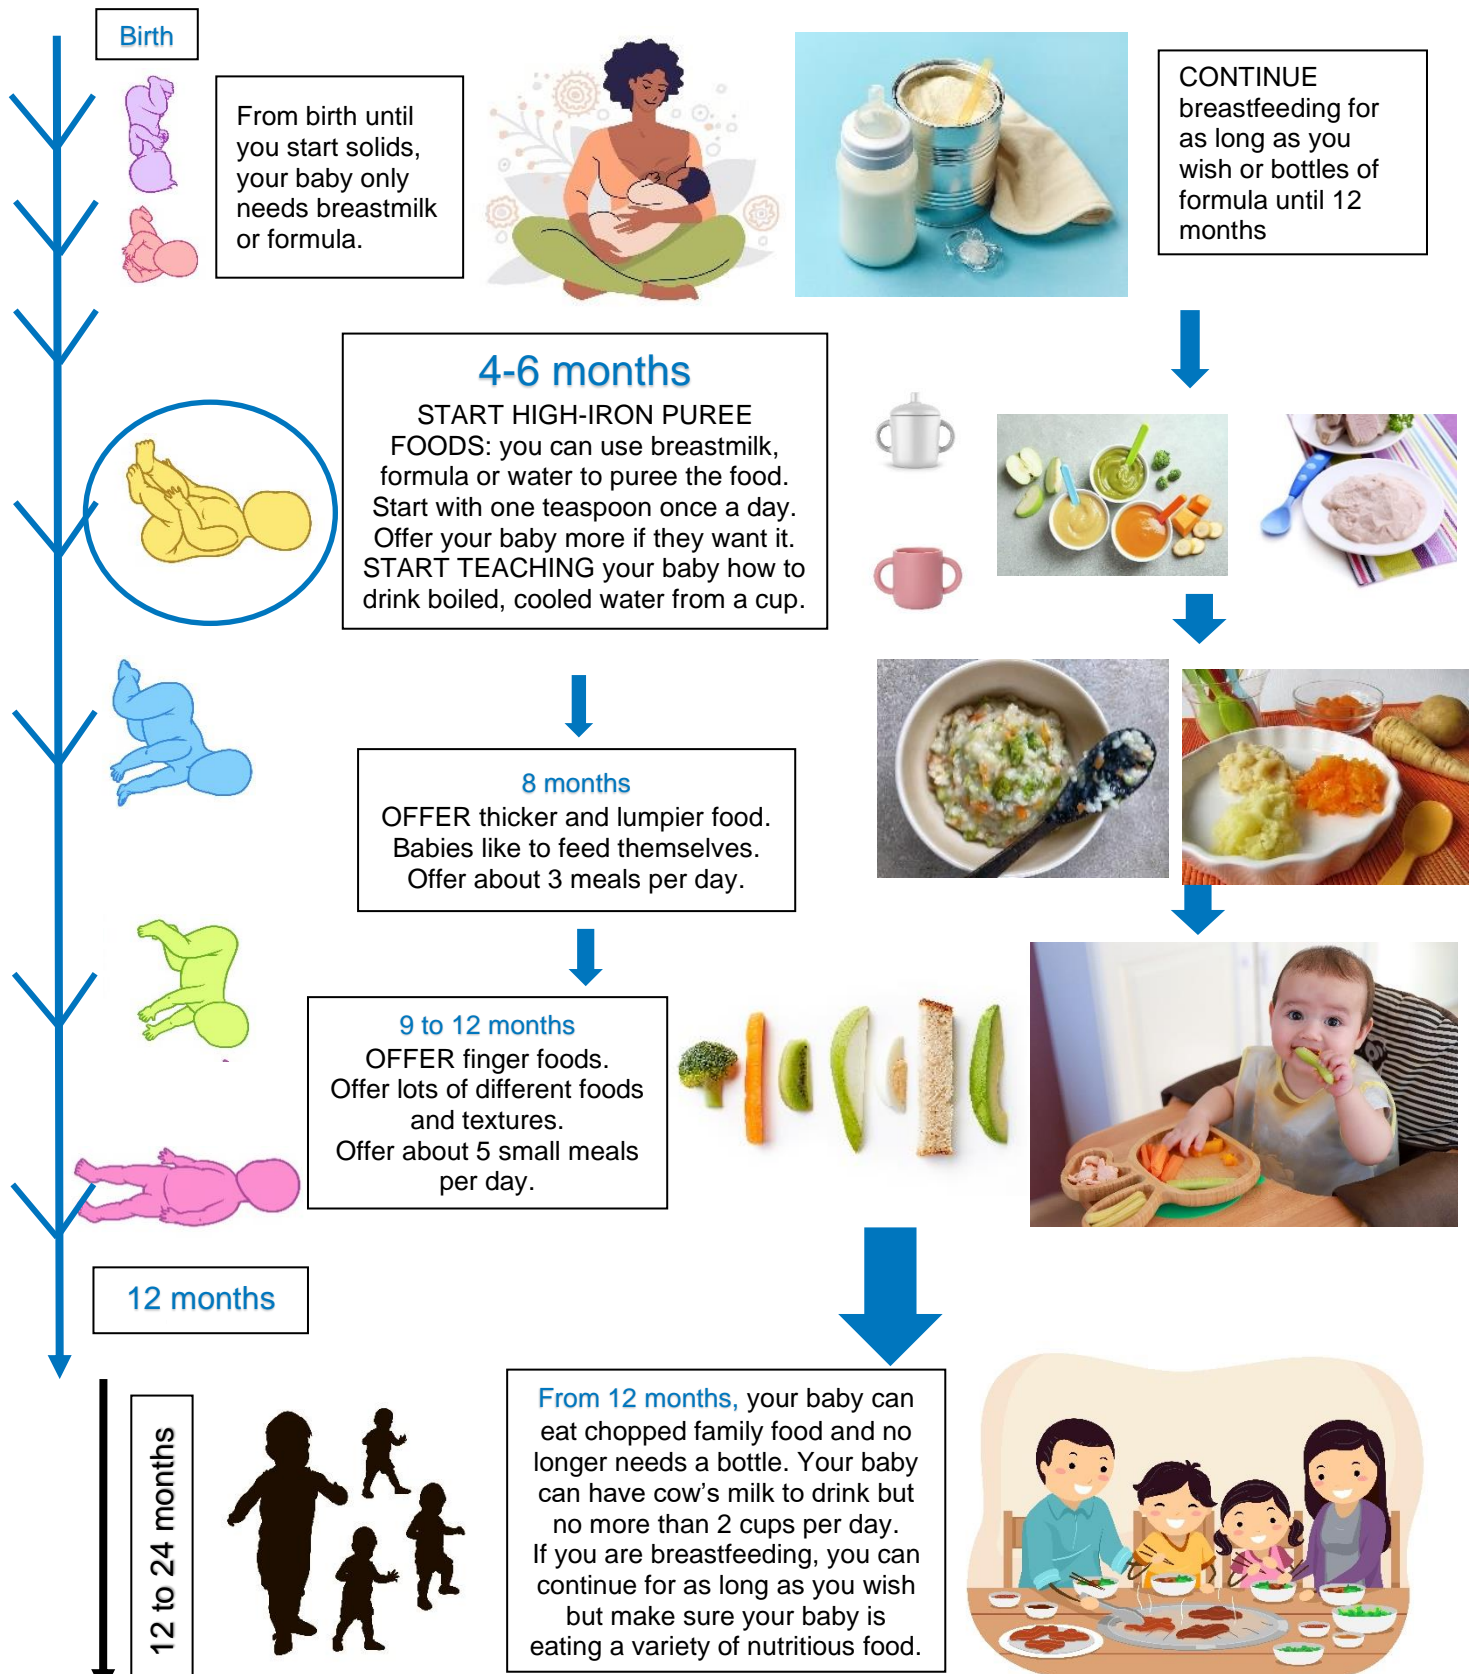 Birth
From birth until
you start solids,
your baby only
needs breastmilk
or formula.
CONTINUE
breastfeeding for
as long as you
wish or bottles of
formula until 12
months
4-6 months
START HIGH-IRON PUREE
FOODS: you can use breastmilk,
formula or water to puree the food.
Start with one teaspoon once a day.
Offer your baby more if they want it.
START TEACHING your baby how to
drink boiled, cooled water from a cup.
8 months
OFFER thicker and lumpier food.
Babies like to feed themselves.
Offer about 3 meals per day.
9 to 12 months
OFFER finger foods.
Offer lots of different foods
and textures.
Offer about 5 small meals
per day.
12 months
12 to 24 months
From 12 months, your baby can
eat chopped family food and no
longer needs a bottle. Your baby
can have cow’s milk to drink but
no more than 2 cups per day.
If you are breastfeeding, you can
continue for as long as you wish
but make sure your baby is
eating a variety of nutritious food.